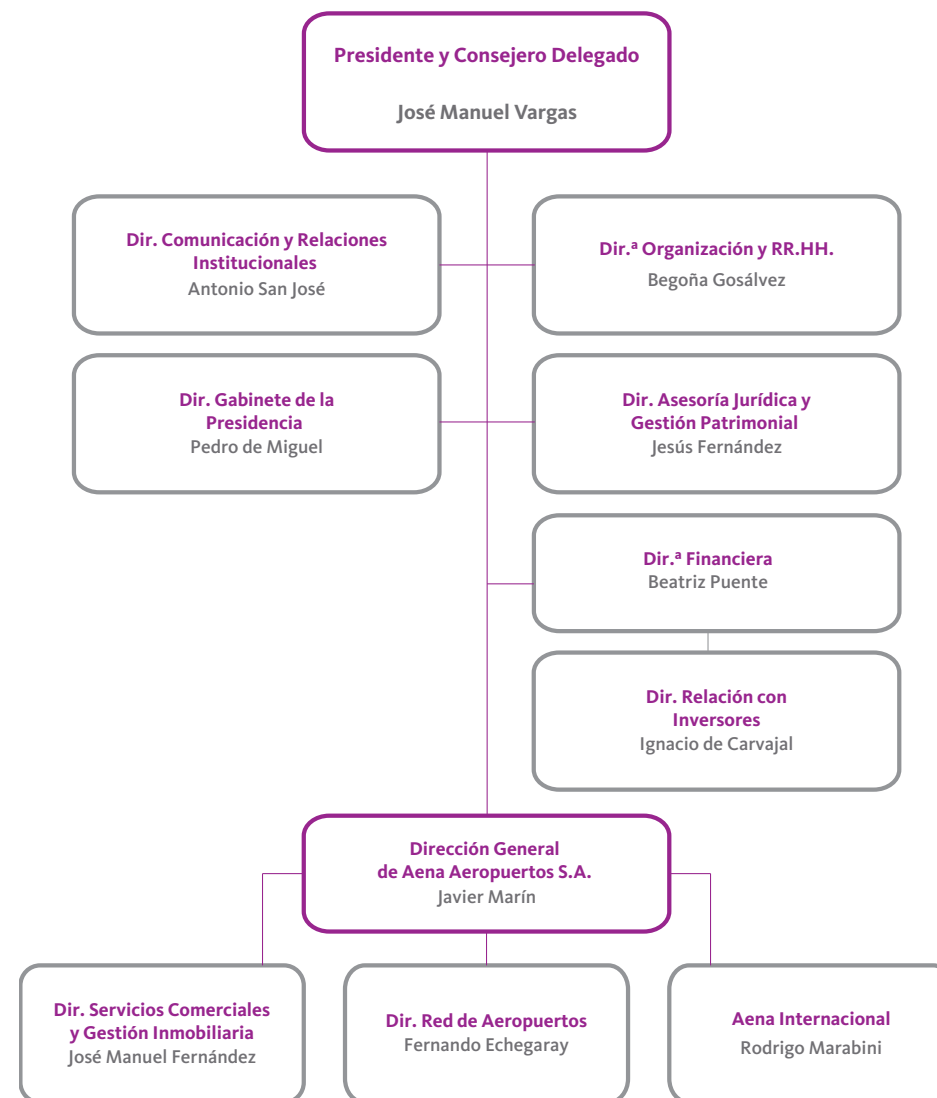 Presidente y Consejero Delegado
José Manuel Vargas
Dir. Comunicación y Relaciones
Institucionales
Antonio San José
Dir.ª Organización y RR.HH.
Begoña Gosálvez
Dir. Gabinete de la
Presidencia
Pedro de Miguel
Dir. Asesoría Jurídica y
Gestión Patrimonial
Jesús Fernández
Dir.ª Financiera
Beatriz Puente
Dir. Relación con
Inversores
Ignacio de Carvajal
Dirección General
de Aena Aeropuertos S.A.
Javier Marín
Dir. Servicios Comerciales
y Gestión Inmobiliaria
José Manuel Fernández
Dir. Red de Aeropuertos
Fernando Echegaray
Aena Internacional
Rodrigo Marabini